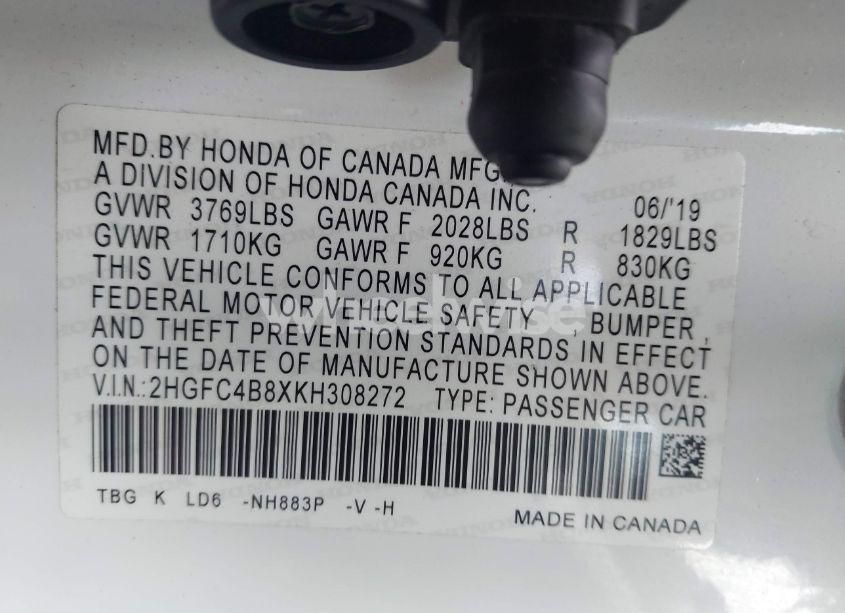 MFD.BY HONDA OF CANADA MFG.
A DIVISION OF HONDA CANADA INC. 06/'19
GVWR 3769LBS GAWR F 2028LBS R 1829LBS
GVWR 1710KG GAWR F 920KG R 830KG
THIS VEHICLE CONFORMS TO ALL APPLICABLE
FEDERAL MOTOR VEHICLE SAFETY , BUMPER ,
AND THEFT PREVENTION STANDARDS IN EFFECT
ON THE DATE OF MANUFACTURE SHOWN ABOVE.
V.I.N.:2HGFC4B8XKH308272 TYPE: PASSENGER CAR
TBG K LD6 -NH883P -V -H
MADE IN CANADA
wheelwise